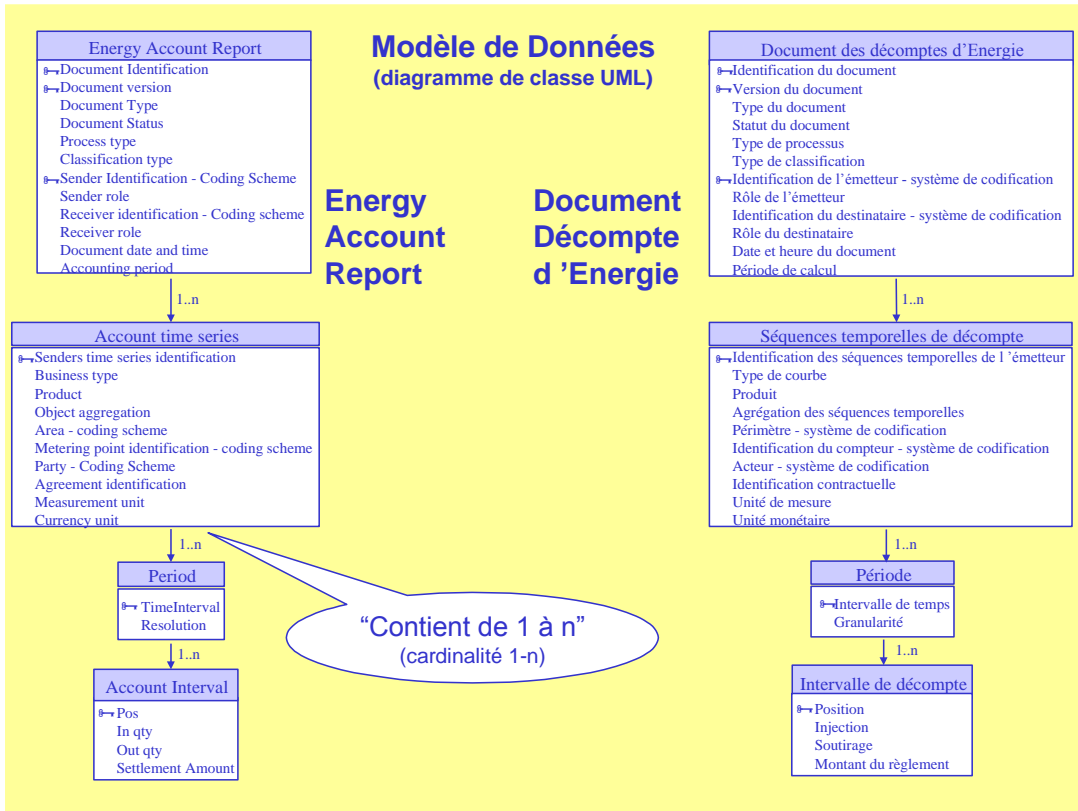 Modèle de Données
(diagramme de classe UML)
Energy Account Report
Document Identification
Document version
Document Type
Document Status
Process type
Classification type
Sender Identification - Coding Scheme
Sender role
Receiver identification - Coding scheme
Receiver role
Document date and time
Accounting period
1..n
Account time series
Senders time series identification
Business type
Product
Object aggregation
Area - coding scheme
Metering point identification - coding scheme
Party - Coding Scheme
Agreement identification
Measurement unit
Currency unit
1..n
Period
TimeInterval
Resolution
1..n
Account Interval
Pos
In qty
Out qty
Settlement Amount
Energy
Account
Report
Document
Décompte
d ’Energie
“Contient de 1 à n”
(cardinalité 1-n)
Document des décomptes d’Energie
Identification du document
Version du document
Type du document
Statut du document
Type de processus
Type de classification
Identification de l’émetteur - système de codification
Rôle de l’émetteur
Identification du destinataire - système de codification
Rôle du destinataire
Date et heure du document
Période de calcul
1..n
Séquences temporelles de décompte
Identification des séquences temporelles de l ’émetteur
Type de courbe
Produit
Agrégation des séquences temporelles
Périmètre - système de codification
Identification du compteur - système de codification
Acteur - système de codification
Identification contractuelle
Unité de mesure
Unité monétaire
1..n
Période
Intervalle de temps
Granularité
1..n
Intervalle de décompte
Position
Injection
Soutirage
Montant du règlement